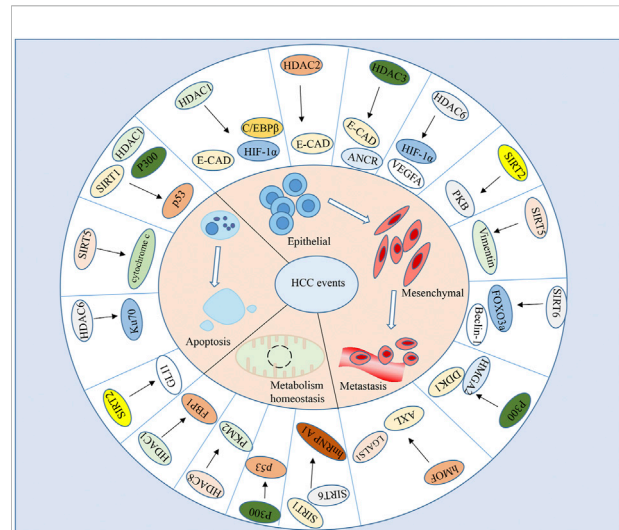 HDAC2
E-CAD
HDAC3
E-CAD
ANCR
HDAC6
HIF-1α
VEGFA
SIRT2
PKB
SIRT5
Vimentin
SIRT6
FOXO3a
Beclin-1
P300
HMGA2
DDK1
hMOF
AXL
LGALS1
hnRNP A1
SIRT6
SIRT1
p53
P300
PKM2
HDAC8
FBP1
HDAC1
GLI1
SIRT2
HDAC6
Ku70
SIRT5
cytochrome c
HDAC1
P300
SIRT1
p53
HDAC1
C/EBPβ
E-CAD
HIF-1α
Epithelial
Mesenchymal
HCC events
Apoptosis
Metabolism
homeostasis
Metastasis